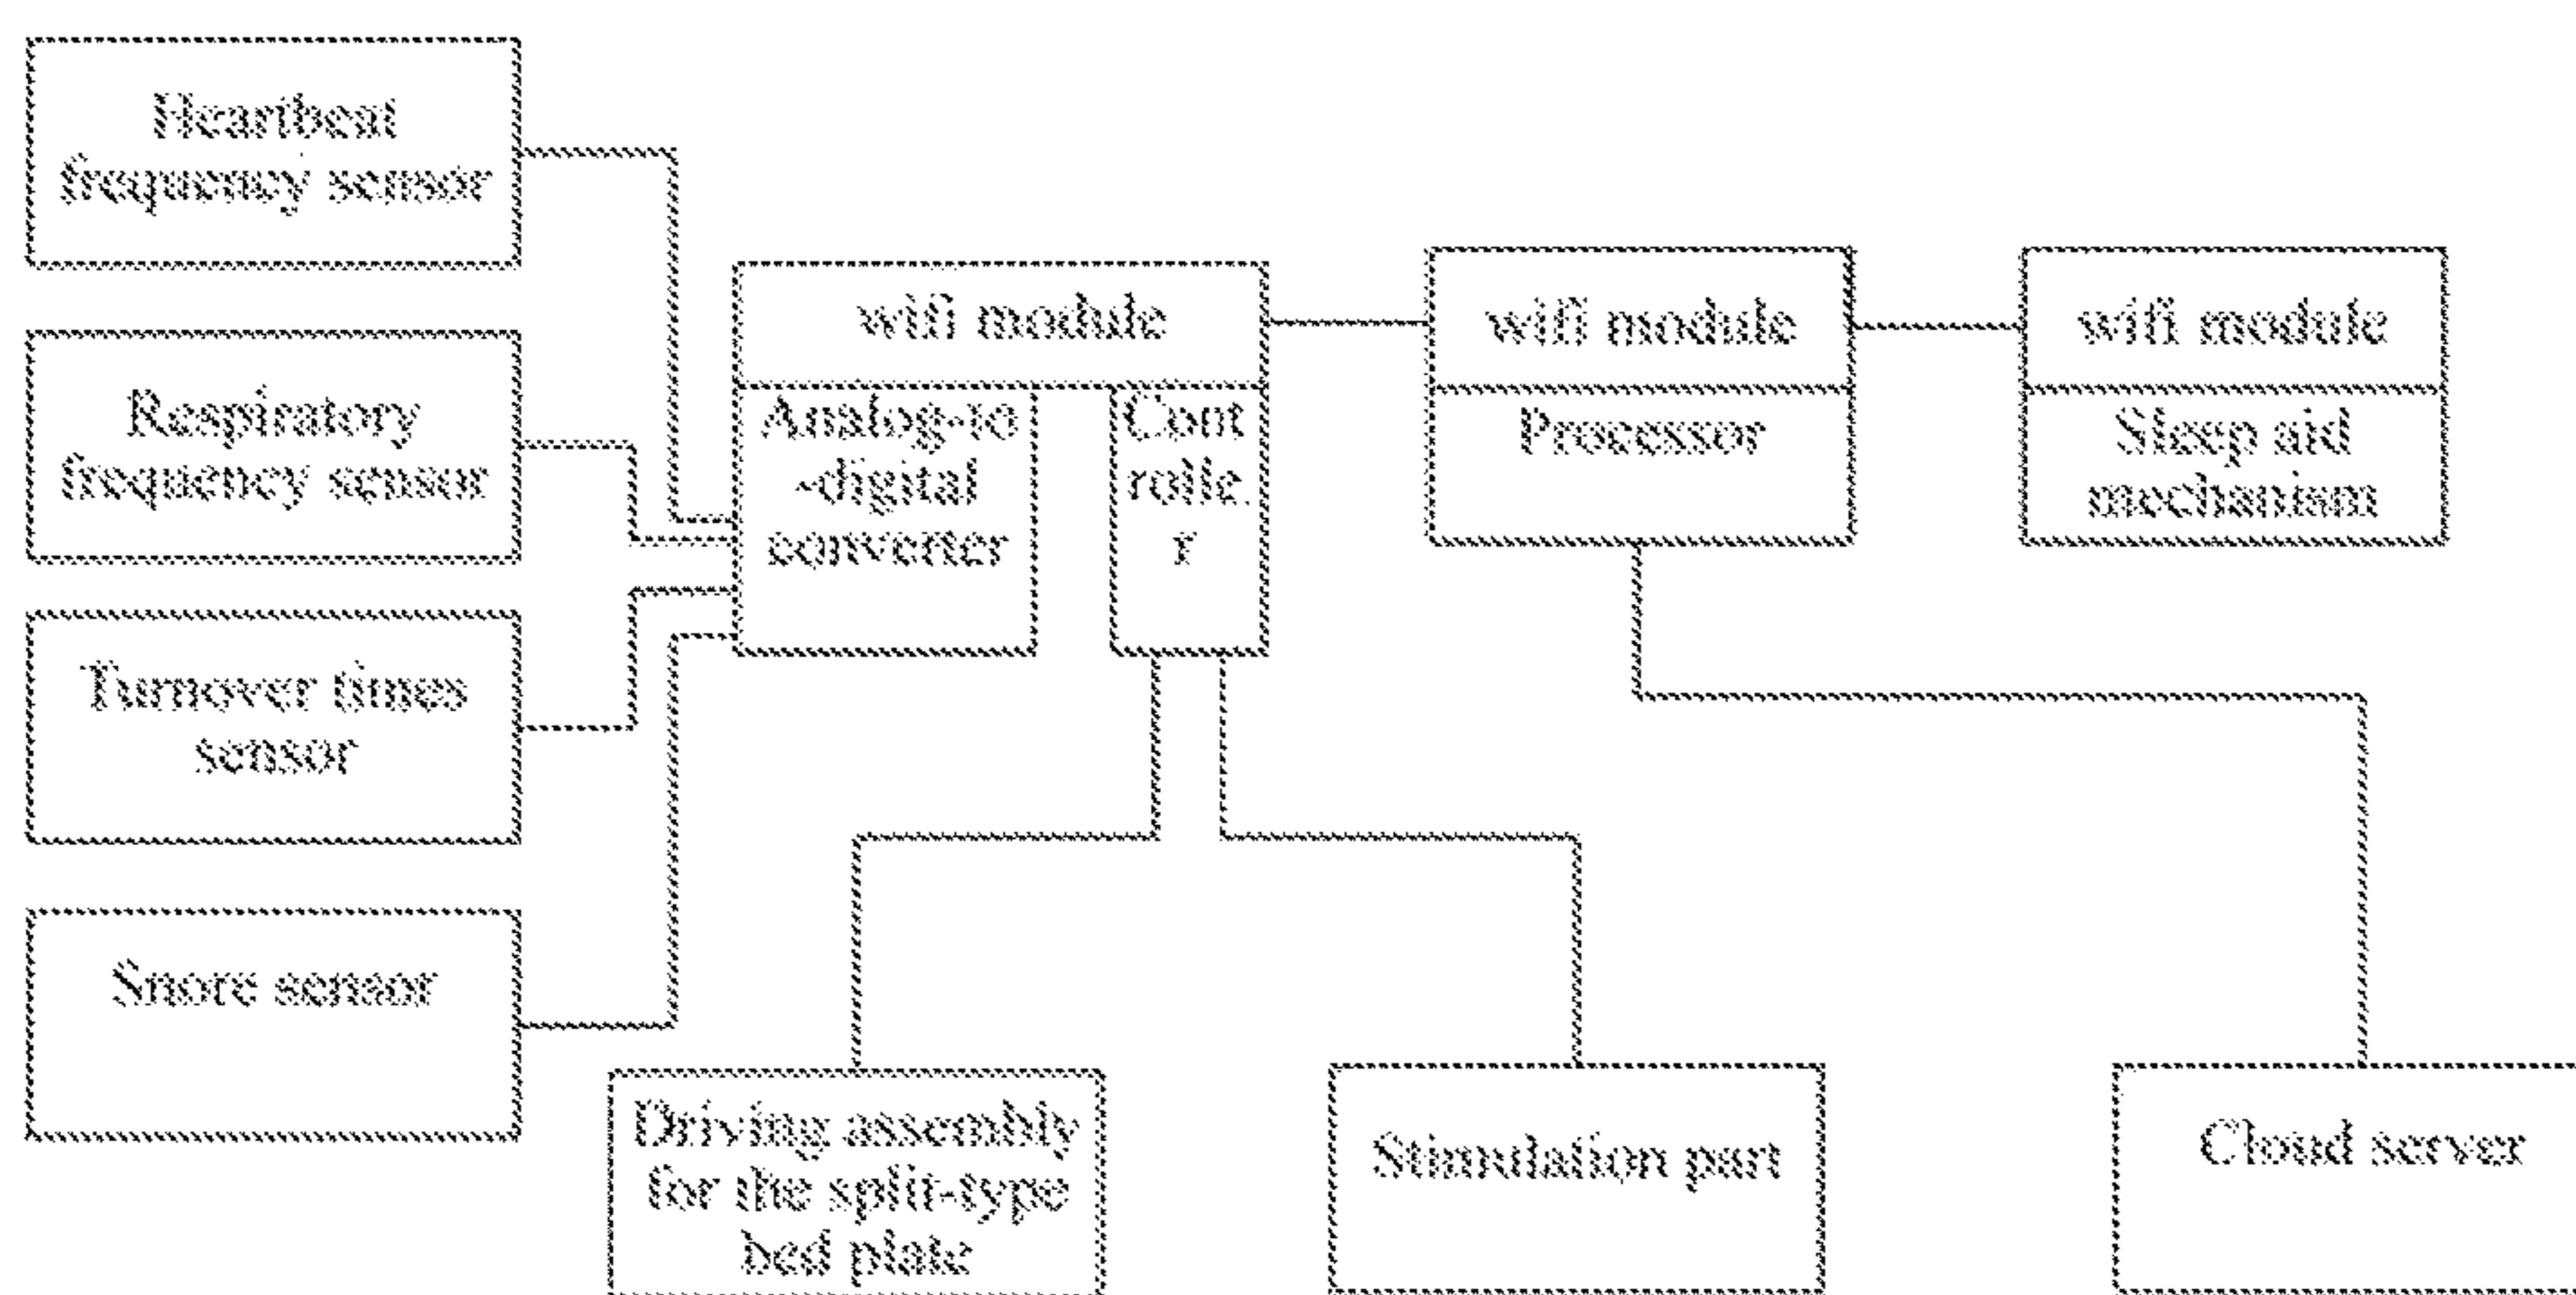 Heartbeat
frequency sensor
Respiratory
frequency sensor
Turnover times
sensor
Snore sensor
wifi module
Analog-to
-digital
converter
Cont
rolle
r
wifi module
Processor
wifi module
Sleep aid
mechanism
Driving assembly
for the split-type
bed plate
Stimulation part
Cloud server